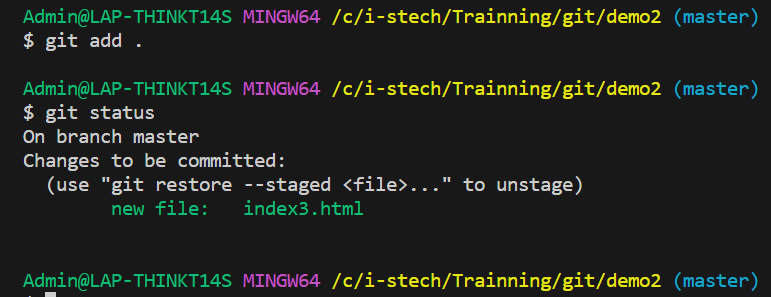 Admin@LAP-THINKT14S MINGW64 /c/i-stech/Trainning/git/demo2 (master)
$ git add .
Admin@LAP-THINKT14S MINGW64 /c/i-stech/Trainning/git/demo2 (master)
$ git status
On branch master
Changes to be committed:
  (use "git restore --staged <file>..." to unstage)
        new file:   index3.html
Admin@LAP-THINKT14S MINGW64 /c/i-stech/Trainning/git/demo2 (master)